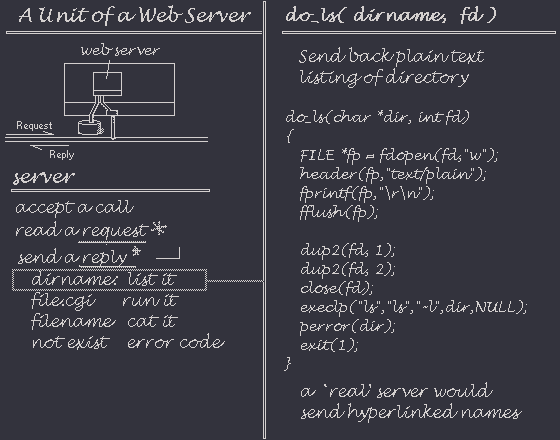 A Unit of a Web Server
web server
Request
Reply
server
accept a call
read a request *
send a reply *
dirname: list it
file.cgi run it
filename cat it
not exist error code
do_ls( dirname, fd )
Send back plain text
listing of directory
do_ls(char *dir, int fd)
{
FILE *fp = fdopen(fd,"w");
header(fp,"text/plain");
fprintf(fp,"\r\n");
fflush(fp);
dup2(fd, 1);
dup2(fd, 2);
close(fd);
execlp("ls","ls","-l",dir,NULL);
perror(dir);
exit(1);
}
a `real' server would
send hyperlinked names